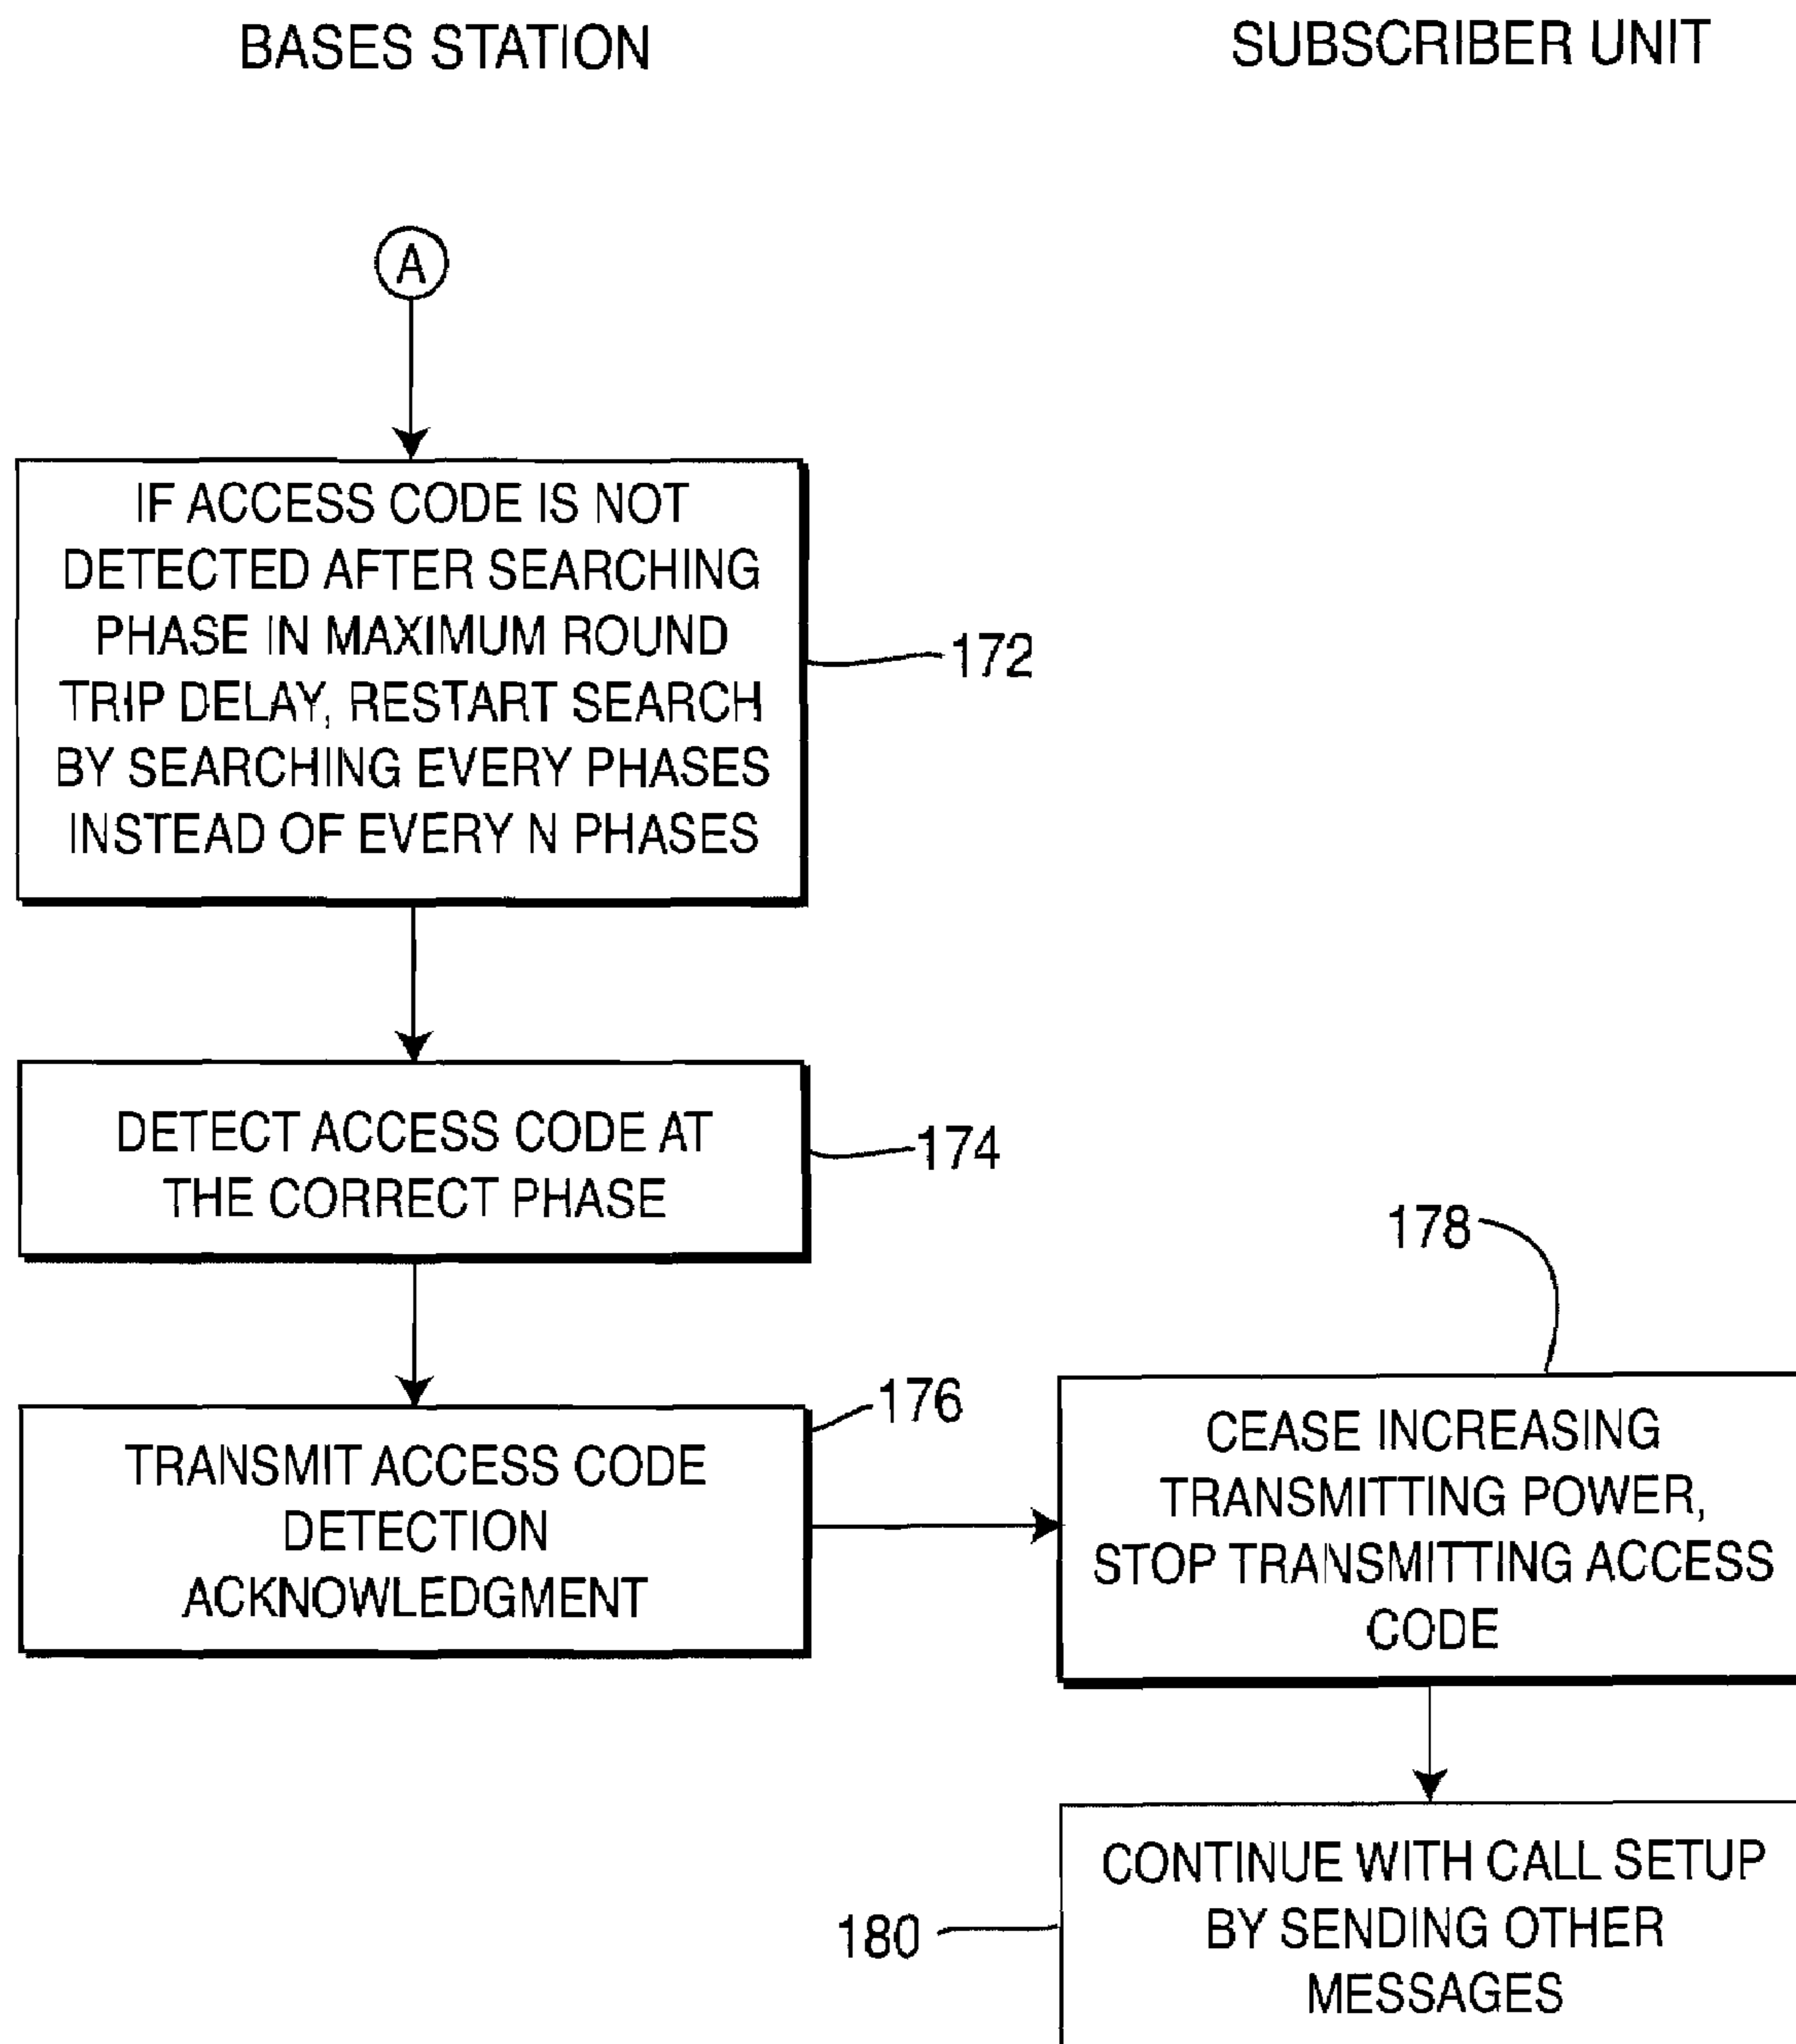 BASES STATION
SUBSCRIBER UNIT
A
IF ACCESS CODE IS NOT
DETECTED AFTER SEARCHING
PHASE IN MAXIMUM ROUND
TRIP DELAY, RESTART SEARCH
BY SEARCHING EVERY PHASES
INSTEAD OF EVERY N PHASES
172
DETECT ACCESS CODE AT
THE CORRECT PHASE
174
TRANSMIT ACCESS CODE
DETECTION
ACKNOWLEDGMENT
176
178
CEASE INCREASING
TRANSMITTING POWER,
STOP TRANSMITTING ACCESS
CODE
180
CONTINUE WITH CALL SETUP
BY SENDING OTHER
MESSAGES